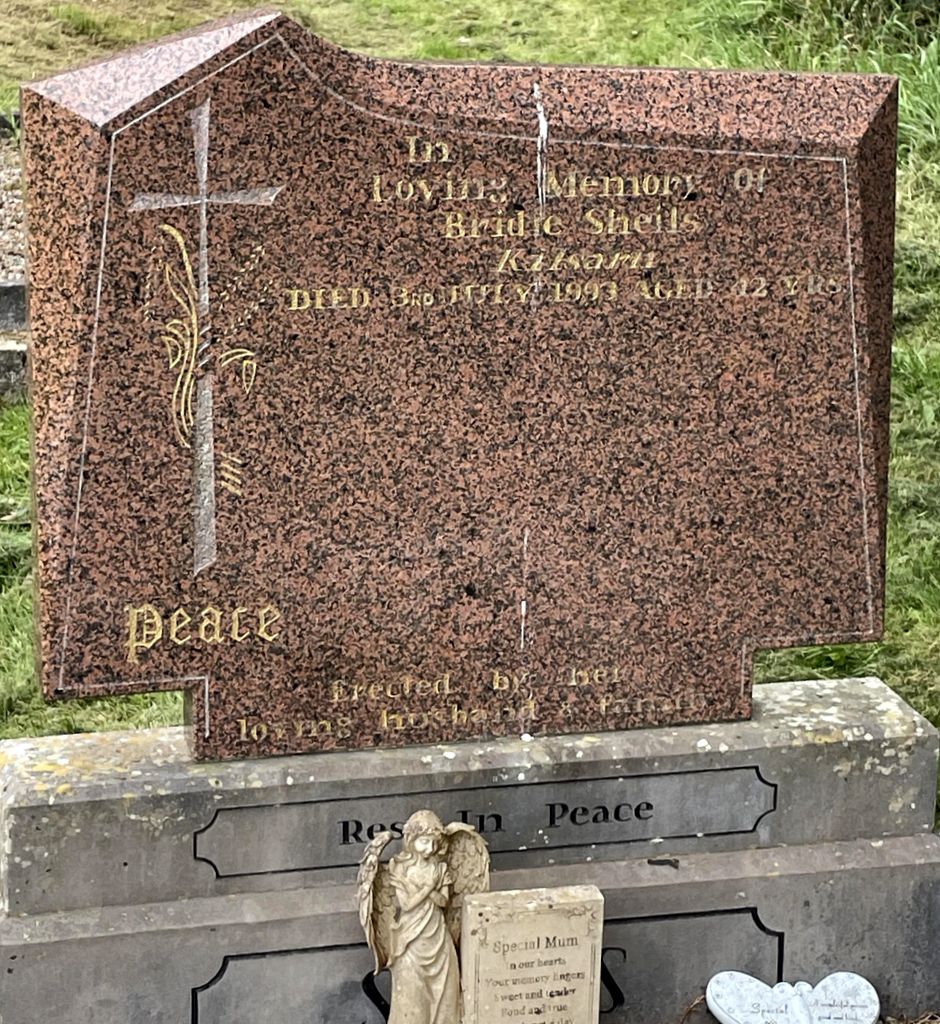 In
Loving Memory Of
Bridie Sheils
Kilsaran
DIED 3RD JULY 1993 AGED 42 YRS
Peace
Erected by her
loving husband & family
Rest In Peace
Special Mum
In our hearts
Your memory lingers
Sweet and tender
Fond and true
day
Special